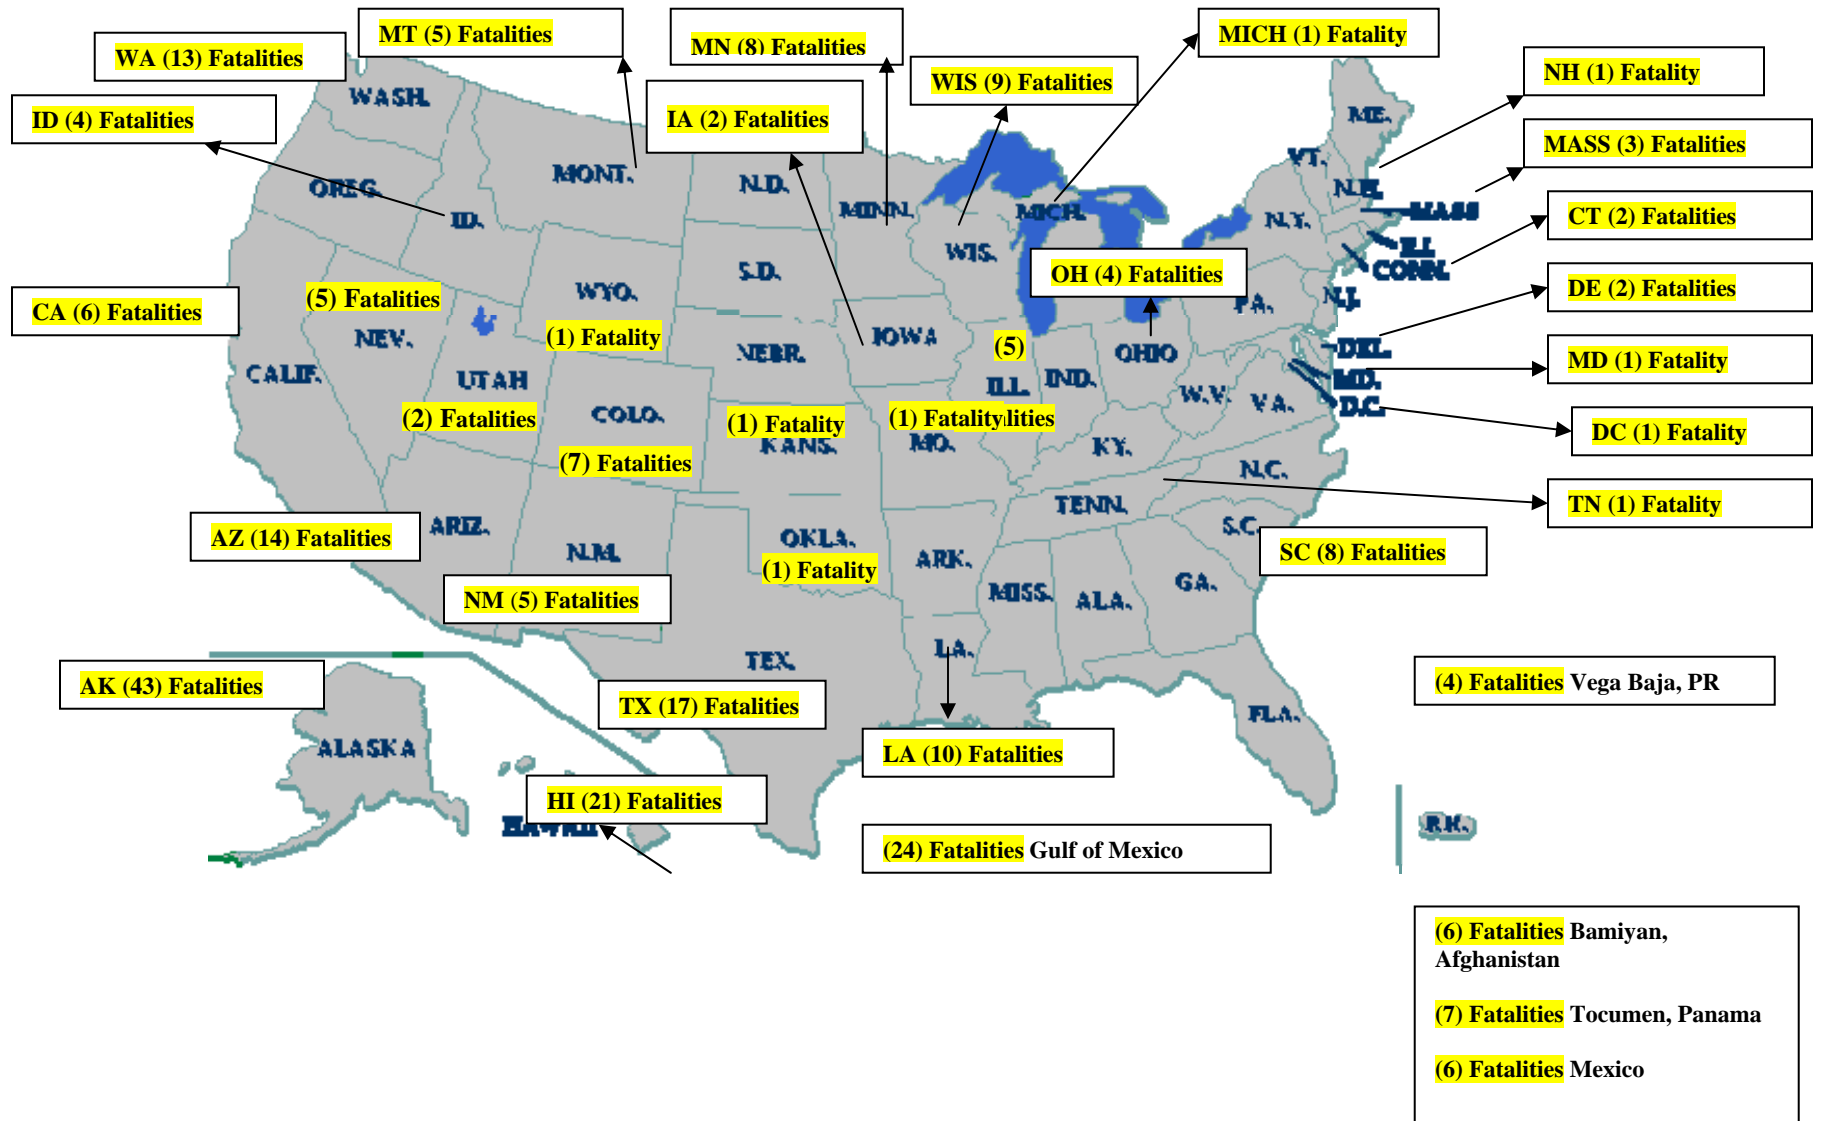 MT (5) Fatalities
MN (8) Fatalities
MICH (1) Fatality
WA (13) Fatalities
WIS (9) Fatalities
NH (1) Fatality
ID (4) Fatalities
IA (2) Fatalities
MASS (3) Fatalities
WASH.
ME.
VT.
MONT.
N.D.
OREG.
ID.
MINN.
MICH.
N.H.
MASS
N.Y.
CT (2) Fatalities
R.I.
CONN.
WIS.
S.D.
OH (4) Fatalities
DE (2) Fatalities
WYO.
(5) Fatalities
PA.
N.J.
CA (6) Fatalities
NEV.
(1) Fatality
IOWA
(5)
NEBR.
OHIO
DEL.
MD (1) Fatality
CALIF.
UTAH
ILL.
IND.
MD.
W.V.
VA.
D.C.
(2) Fatalities
COLO.
(1) Fatality
(1) Fatalitylities
DC (1) Fatality
KANS.
MO.
KY.
(7) Fatalities
N.C.
TENN.
TN (1) Fatality
AZ (14) Fatalities
ARIZ.
N.M.
OKLA.
ARK.
S.C.
SC (8) Fatalities
(1) Fatality
NM (5) Fatalities
MISS.
ALA.
GA.
TEX.
LA.
AK (43) Fatalities
TX (17) Fatalities
(4) Fatalities Vega Baja, PR
FLA.
ALASKA
LA (10) Fatalities
HI (21) Fatalities
HAWAII
P.R.
(24) Fatalities Gulf of Mexico
(6) Fatalities Bamiyan,
Afghanistan
(7) Fatalities Tocumen, Panama
(6) Fatalities Mexico